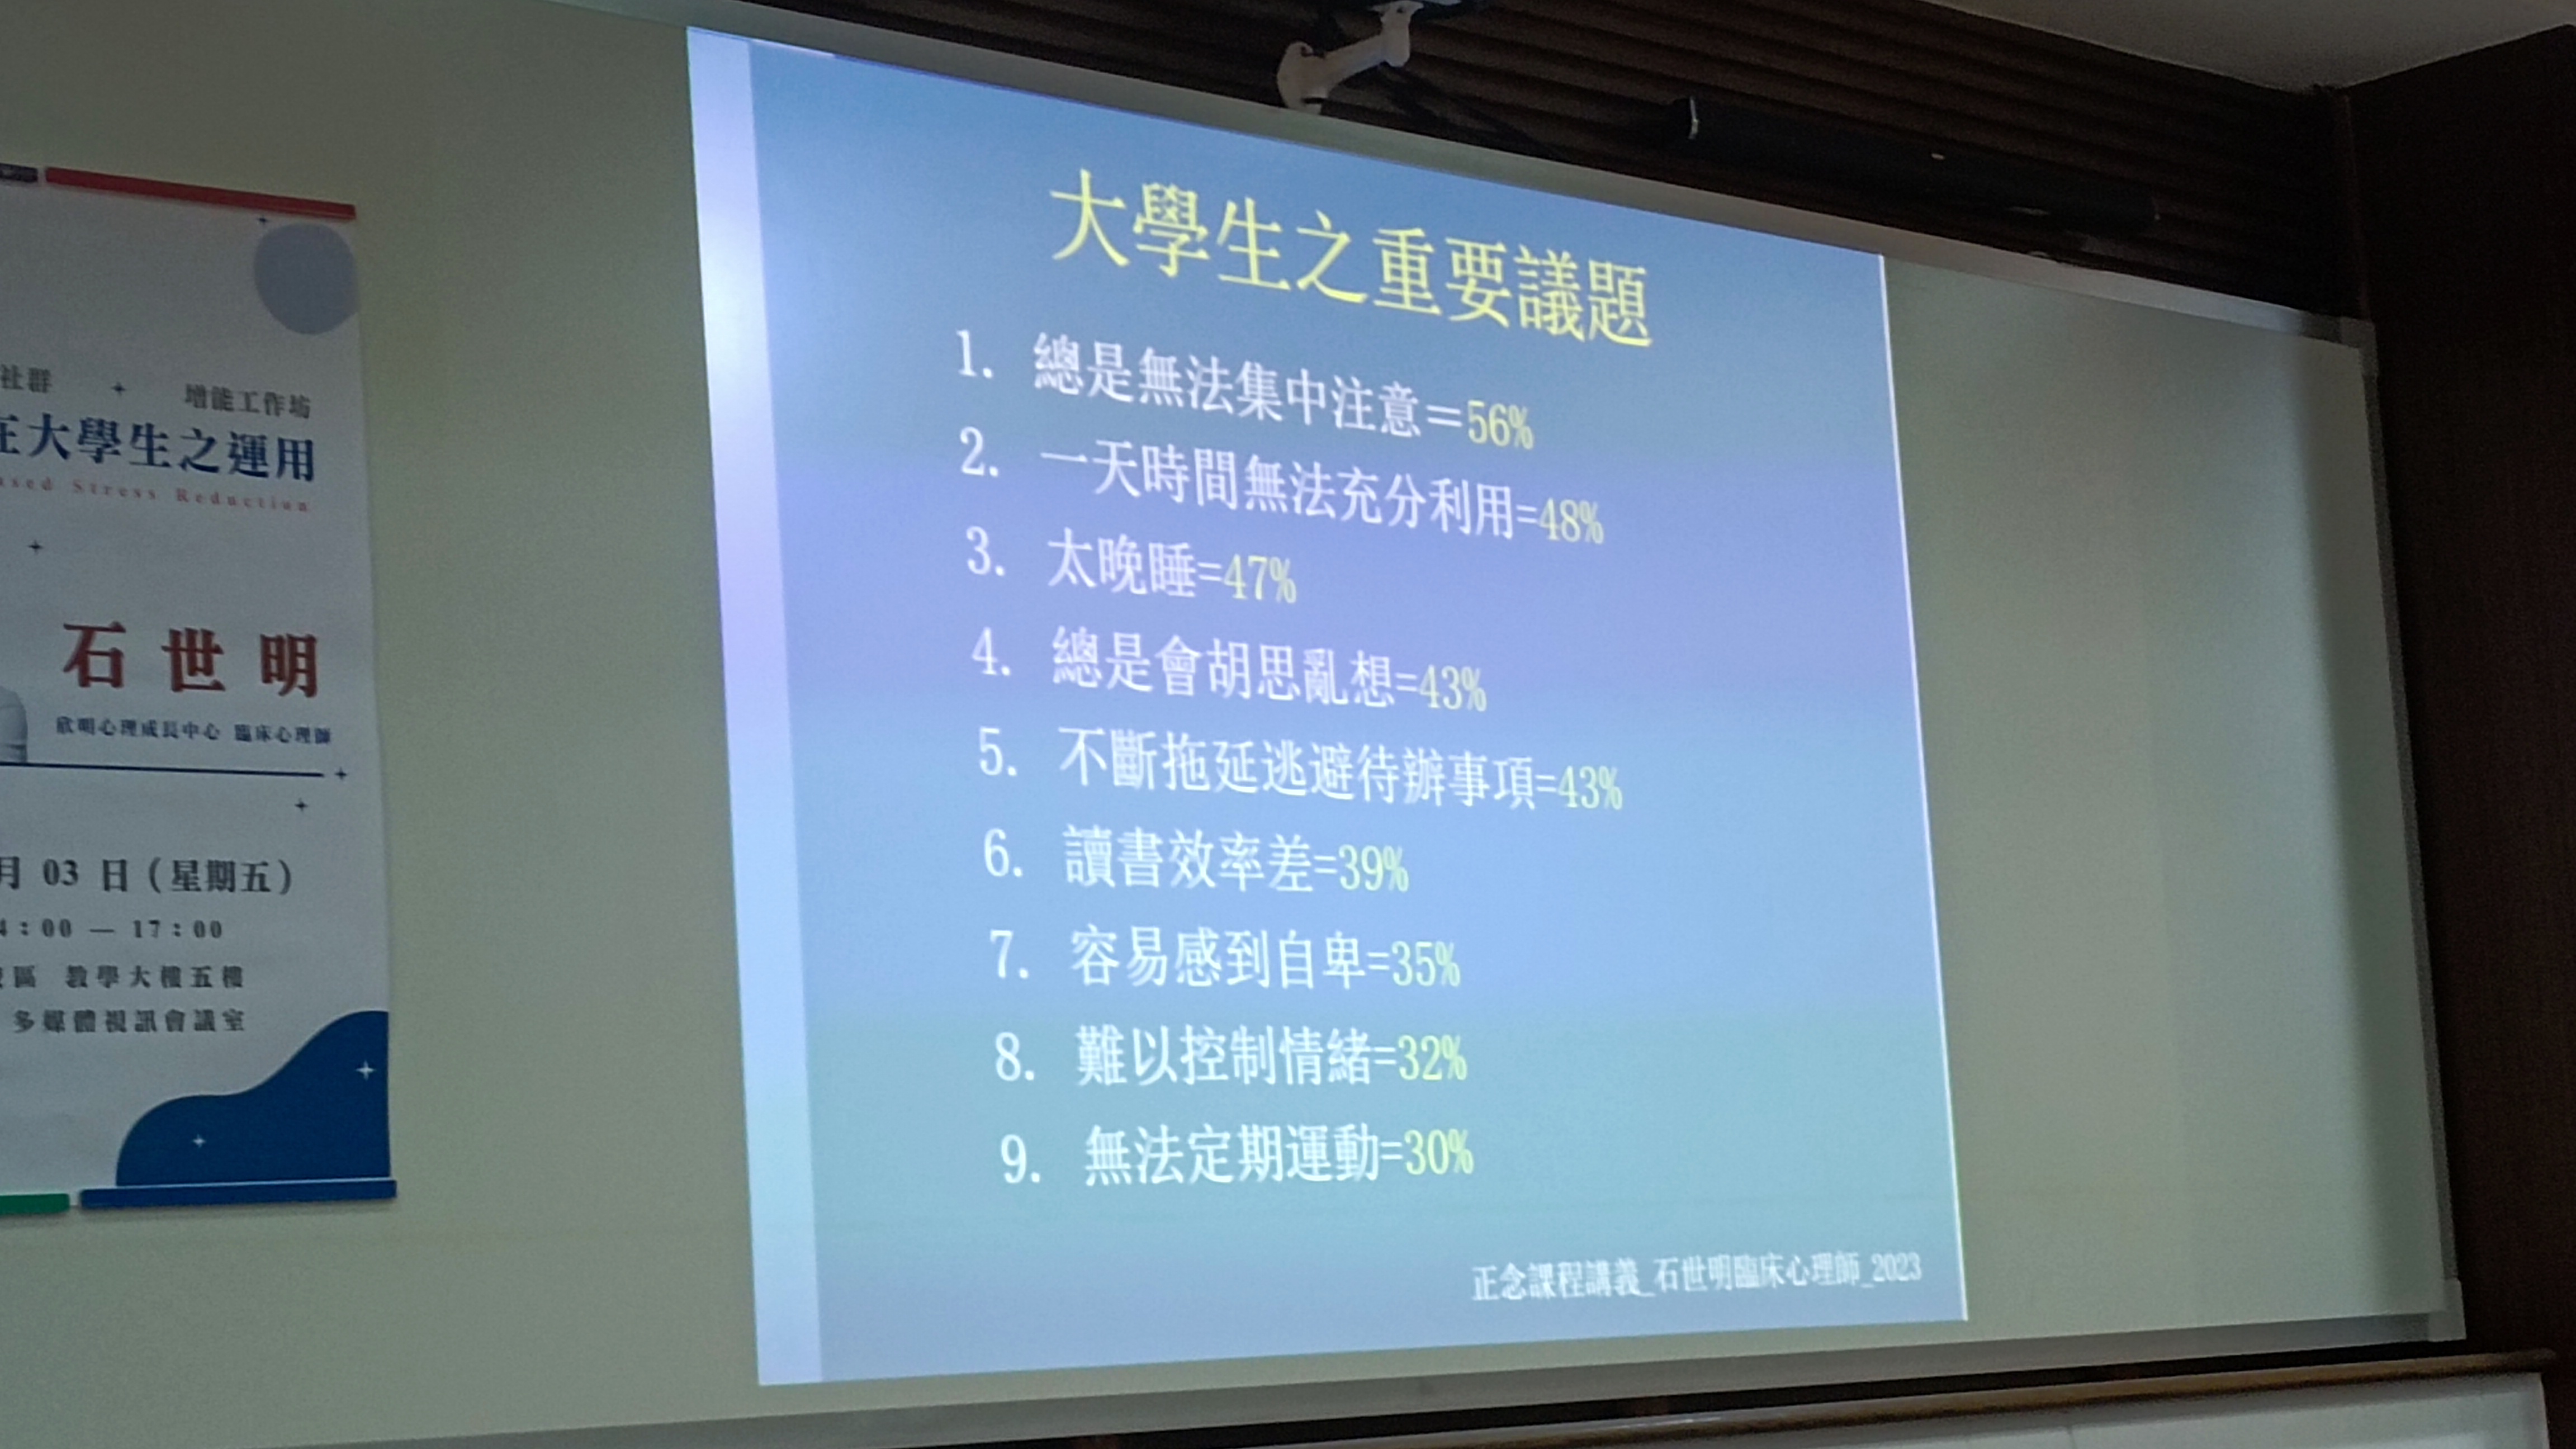 社群 增能工作坊
在大學生之運用
Stress Reduction
石世明
欣明心理成長中心 臨床心理師
月 03 日(星期五)
4:00 — 17:00
區 教學大樓五樓
多媒體視訊會議室
大學生之重要議題
1. 總是無法集中注意=56%
2. 一天時間無法充分利用=48%
3. 太晚睡=47%
4. 總是會胡思亂想=43%
5. 不斷拖延逃避待辦事項=43%
6. 讀書效率差=39%
7. 容易感到自卑=35%
8. 難以控制情緒=32%
9. 無法定期運動=30%
正念課程講義_石世明臨床心理師_2023